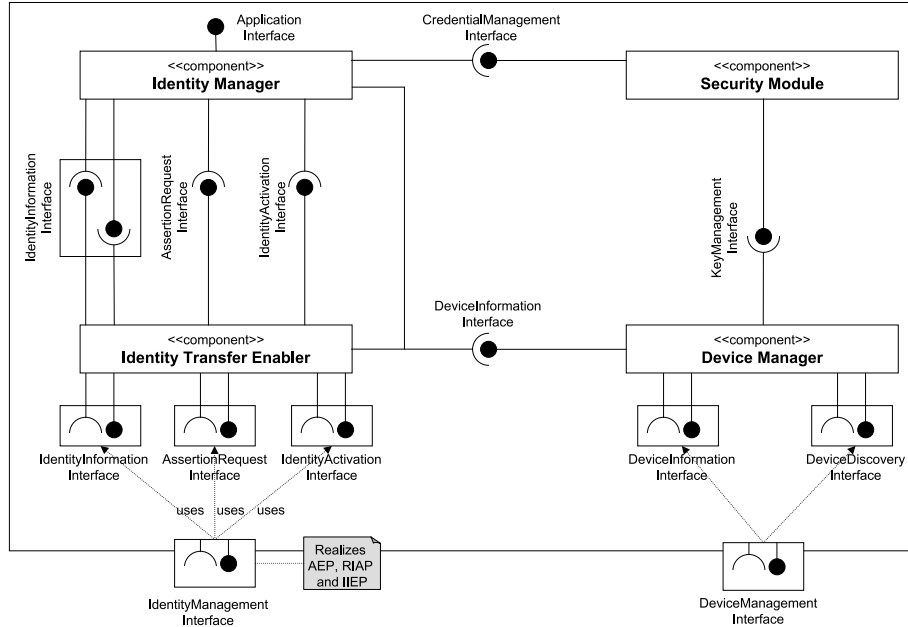 Application
Interface
CredentialManagement
Interface
<<component>>
Identity Manager
<<component>>
Security Module
IdentityInformation
Interface
AssertionRequest
Interface
IdentityActivation
Interface
KeyManagement
Interface
DeviceInformation
Interface
<<component>>
Identity Transfer Enabler
<<component>>
Device Manager
IdentityInformation
Interface
AssertionRequest
Interface
IdentityActivation
Interface
DeviceInformation
Interface
DeviceDiscovery
Interface
uses
uses
uses
Realizes
AEP, RIAP
and IIEP
IdentityManagement
Interface
DeviceManagement
Interface